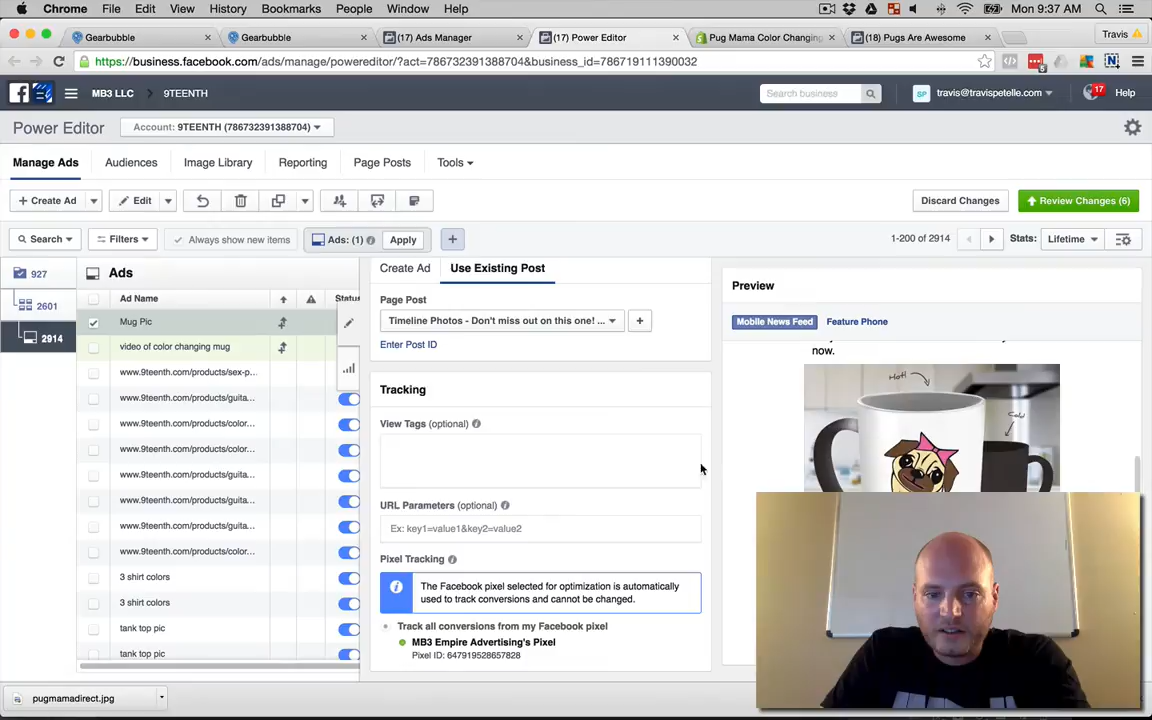 Chrome File Edit View History Bookmarks People Window Help Mon 9:37 AM
Gearbubble Gearbubble (17) Ads Manager (17) Power Editor Pug Mama Color Changing (18) Pugs Are Awesome Travis
https://business.facebook.com/ads/manage/powereditor/?act=786732391388704&business_id=786719111390032
5
MB3 LLC 9TEENTH Search business SP travis@travispetelle.com 17 Help
Power Editor Account: 9TEENTH (786732391388704)
Manage Ads Audiences Image Library Reporting Page Posts Tools
+ Create Ad Edit Discard Changes Review Changes (6)
Search Filters Always show new items Ads: (1) Apply + 1-200 of 2914 Stats: Lifetime
927 Ads Create Ad Use Existing Post Preview
2601 Ad Name Status Page Post
2914 Mug Pic Timeline Photos - Don't miss out on this one! ... + Mobile News Feed Feature Phone
video of color changing mug Enter Post ID now.
www.9teenth.com/products/sex-p...
www.9teenth.com/products/guita... Tracking
www.9teenth.com/products/color...
www.9teenth.com/products/color... View Tags (optional)
www.9teenth.com/products/guita...
www.9teenth.com/products/guita... URL Parameters (optional)
www.9teenth.com/products/guita... Ex: key1=value1&key2=value2
www.9teenth.com/products/color... Pixel Tracking
3 shirt colors The Facebook pixel selected for optimization is automatically
3 shirt colors used to track conversions and cannot be changed.
tank top pic Track all conversions from my Facebook pixel
tank top pic MB3 Empire Advertising's Pixel
Pixel ID: 647919528657828
Hot!
Cold
pugmamadirect.jpg